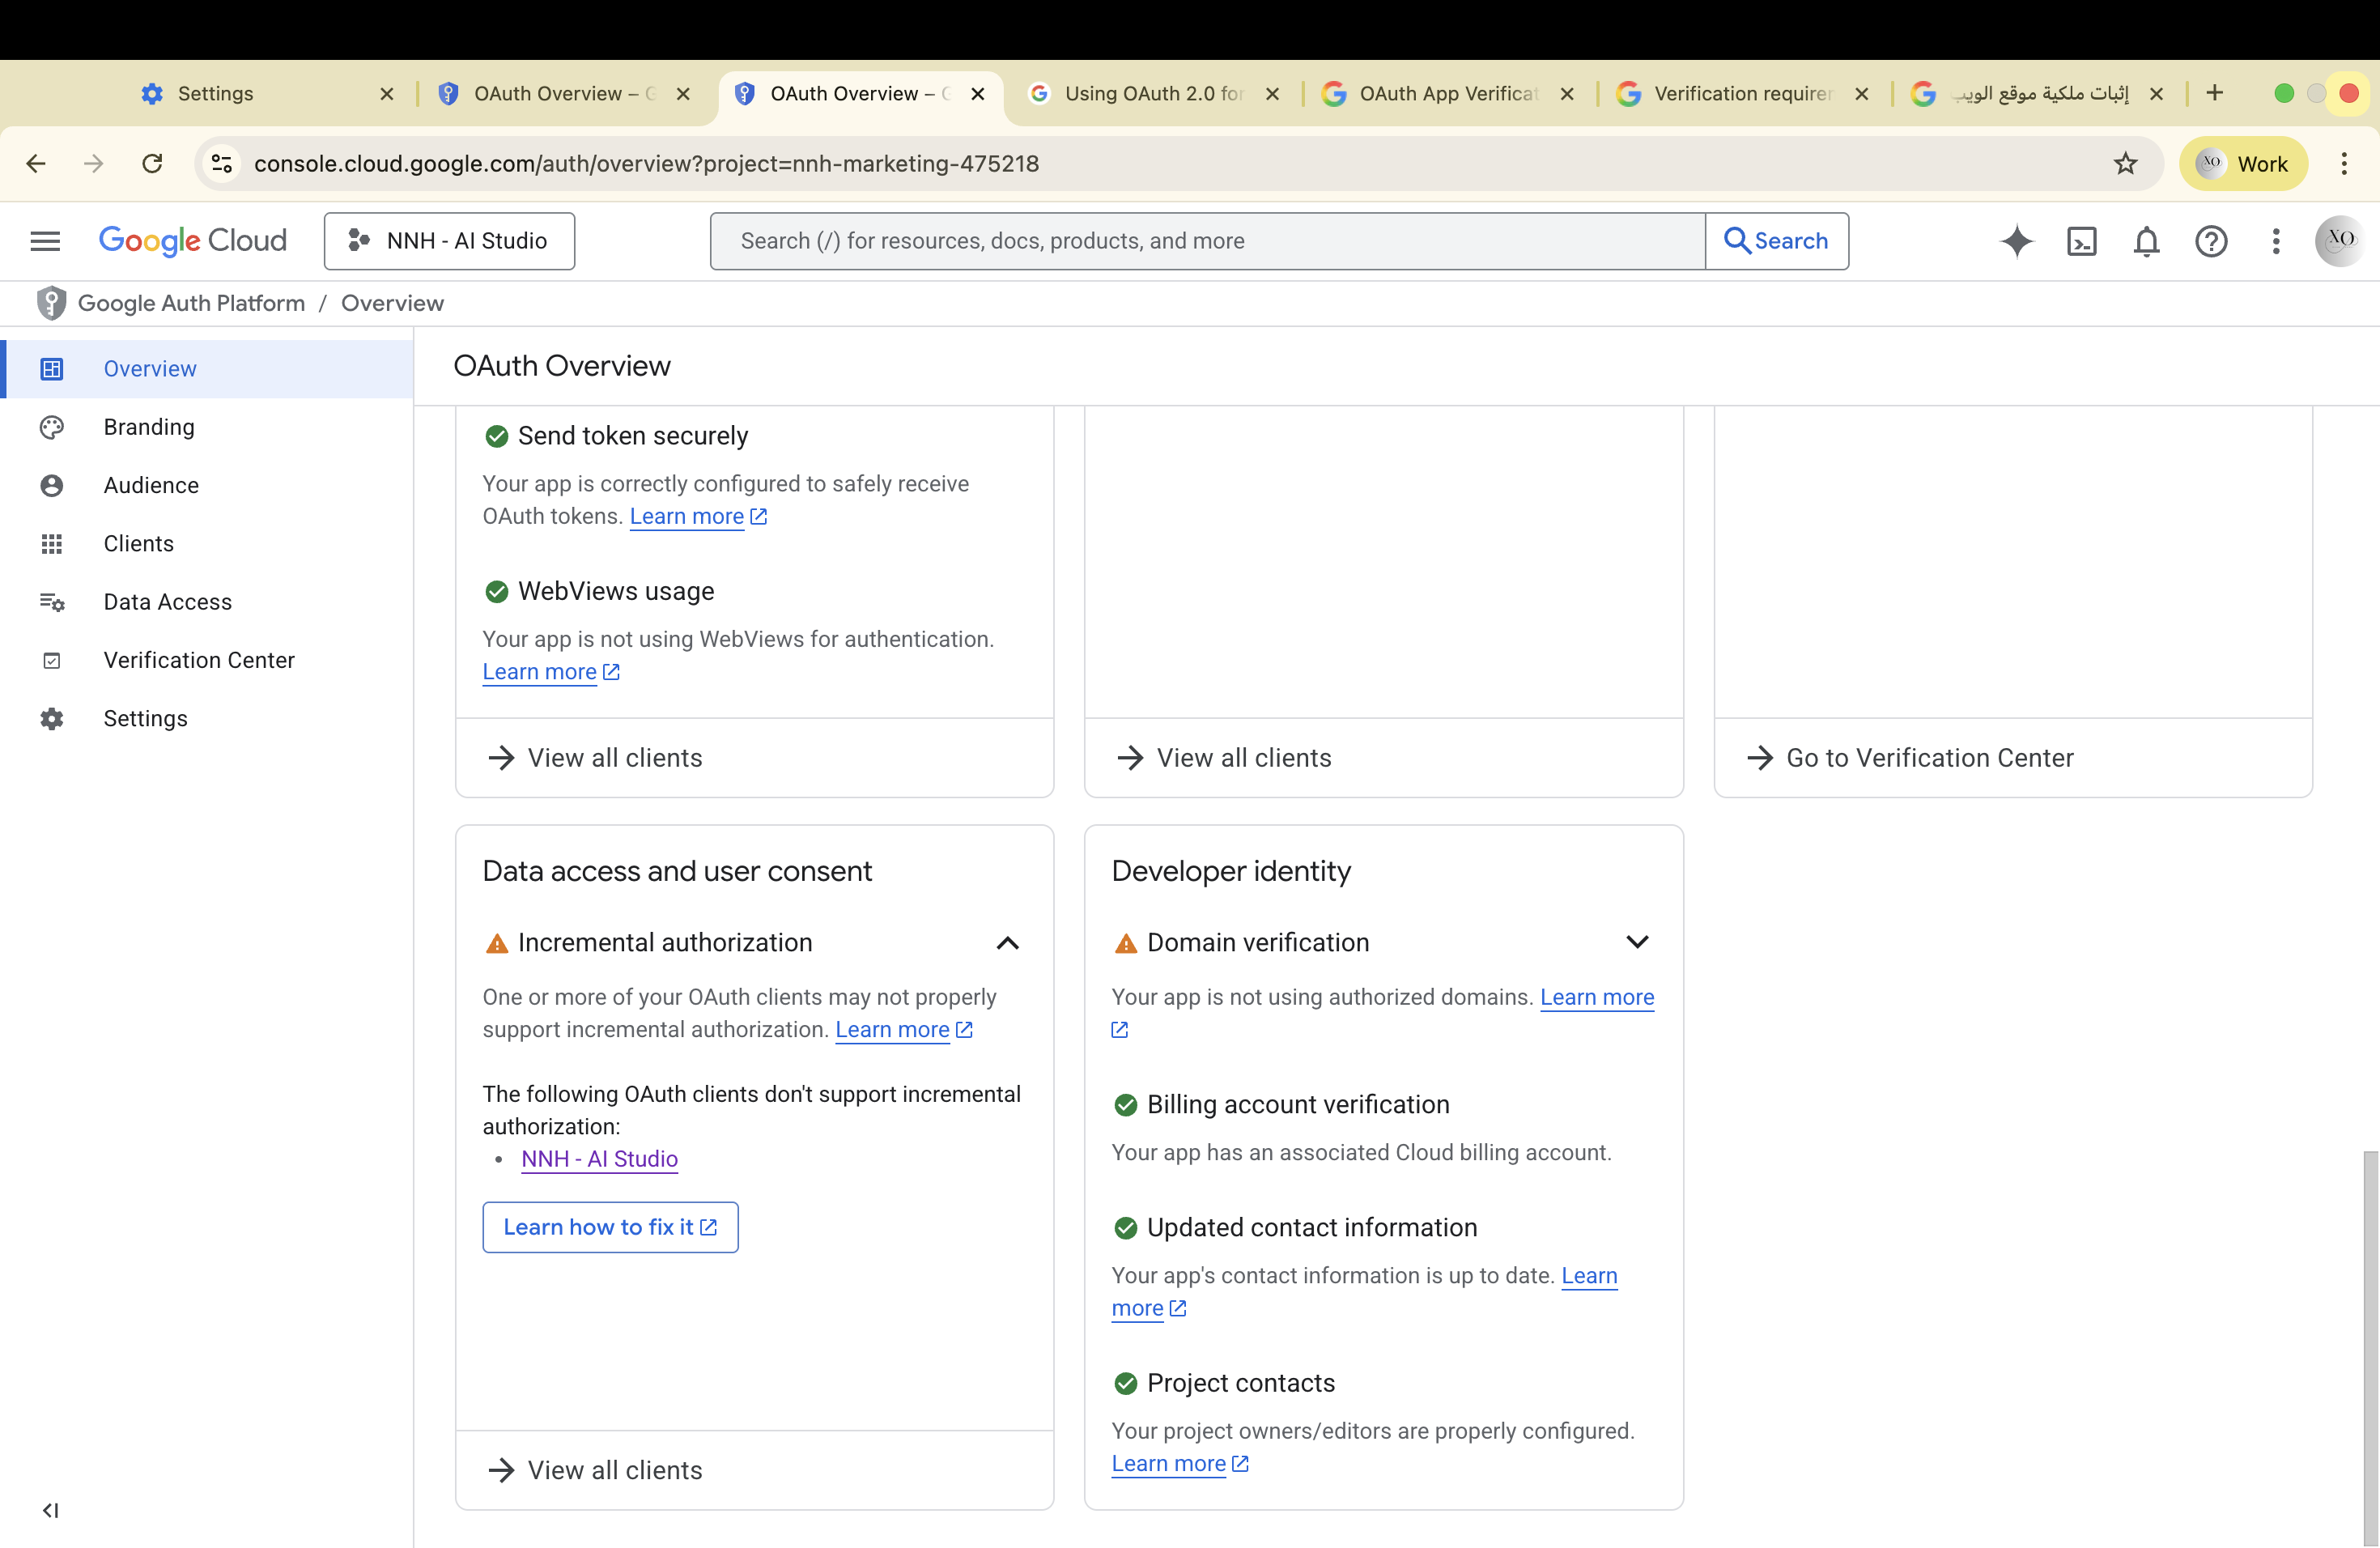 Settings
OAuth Overview – G
OAuth Overview – G
Using OAuth 2.0 for
OAuth App Verificat
Verification requirer
إثبات ملكية موقع الويب
console.cloud.google.com/auth/overview?project=nnh-marketing-475218
Work
Google Cloud
NNH - AI Studio
Search (/) for resources, docs, products, and more
Search
XO
Google Auth Platform / Overview
Overview
Branding
Audience
Clients
Data Access
Verification Center
Settings
OAuth Overview
Send token securely
Your app is correctly configured to safely receive
OAuth tokens. Learn more
WebViews usage
Your app is not using WebViews for authentication.
Learn more
View all clients
View all clients
Go to Verification Center
Data access and user consent
Incremental authorization
One or more of your OAuth clients may not properly
support incremental authorization. Learn more
The following OAuth clients don't support incremental
authorization:
• NNH - AI Studio
Learn how to fix it
View all clients
Developer identity
Domain verification
Your app is not using authorized domains. Learn more
Billing account verification
Your app has an associated Cloud billing account.
Updated contact information
Your app's contact information is up to date. Learn
more
Project contacts
Your project owners/editors are properly configured.
Learn more